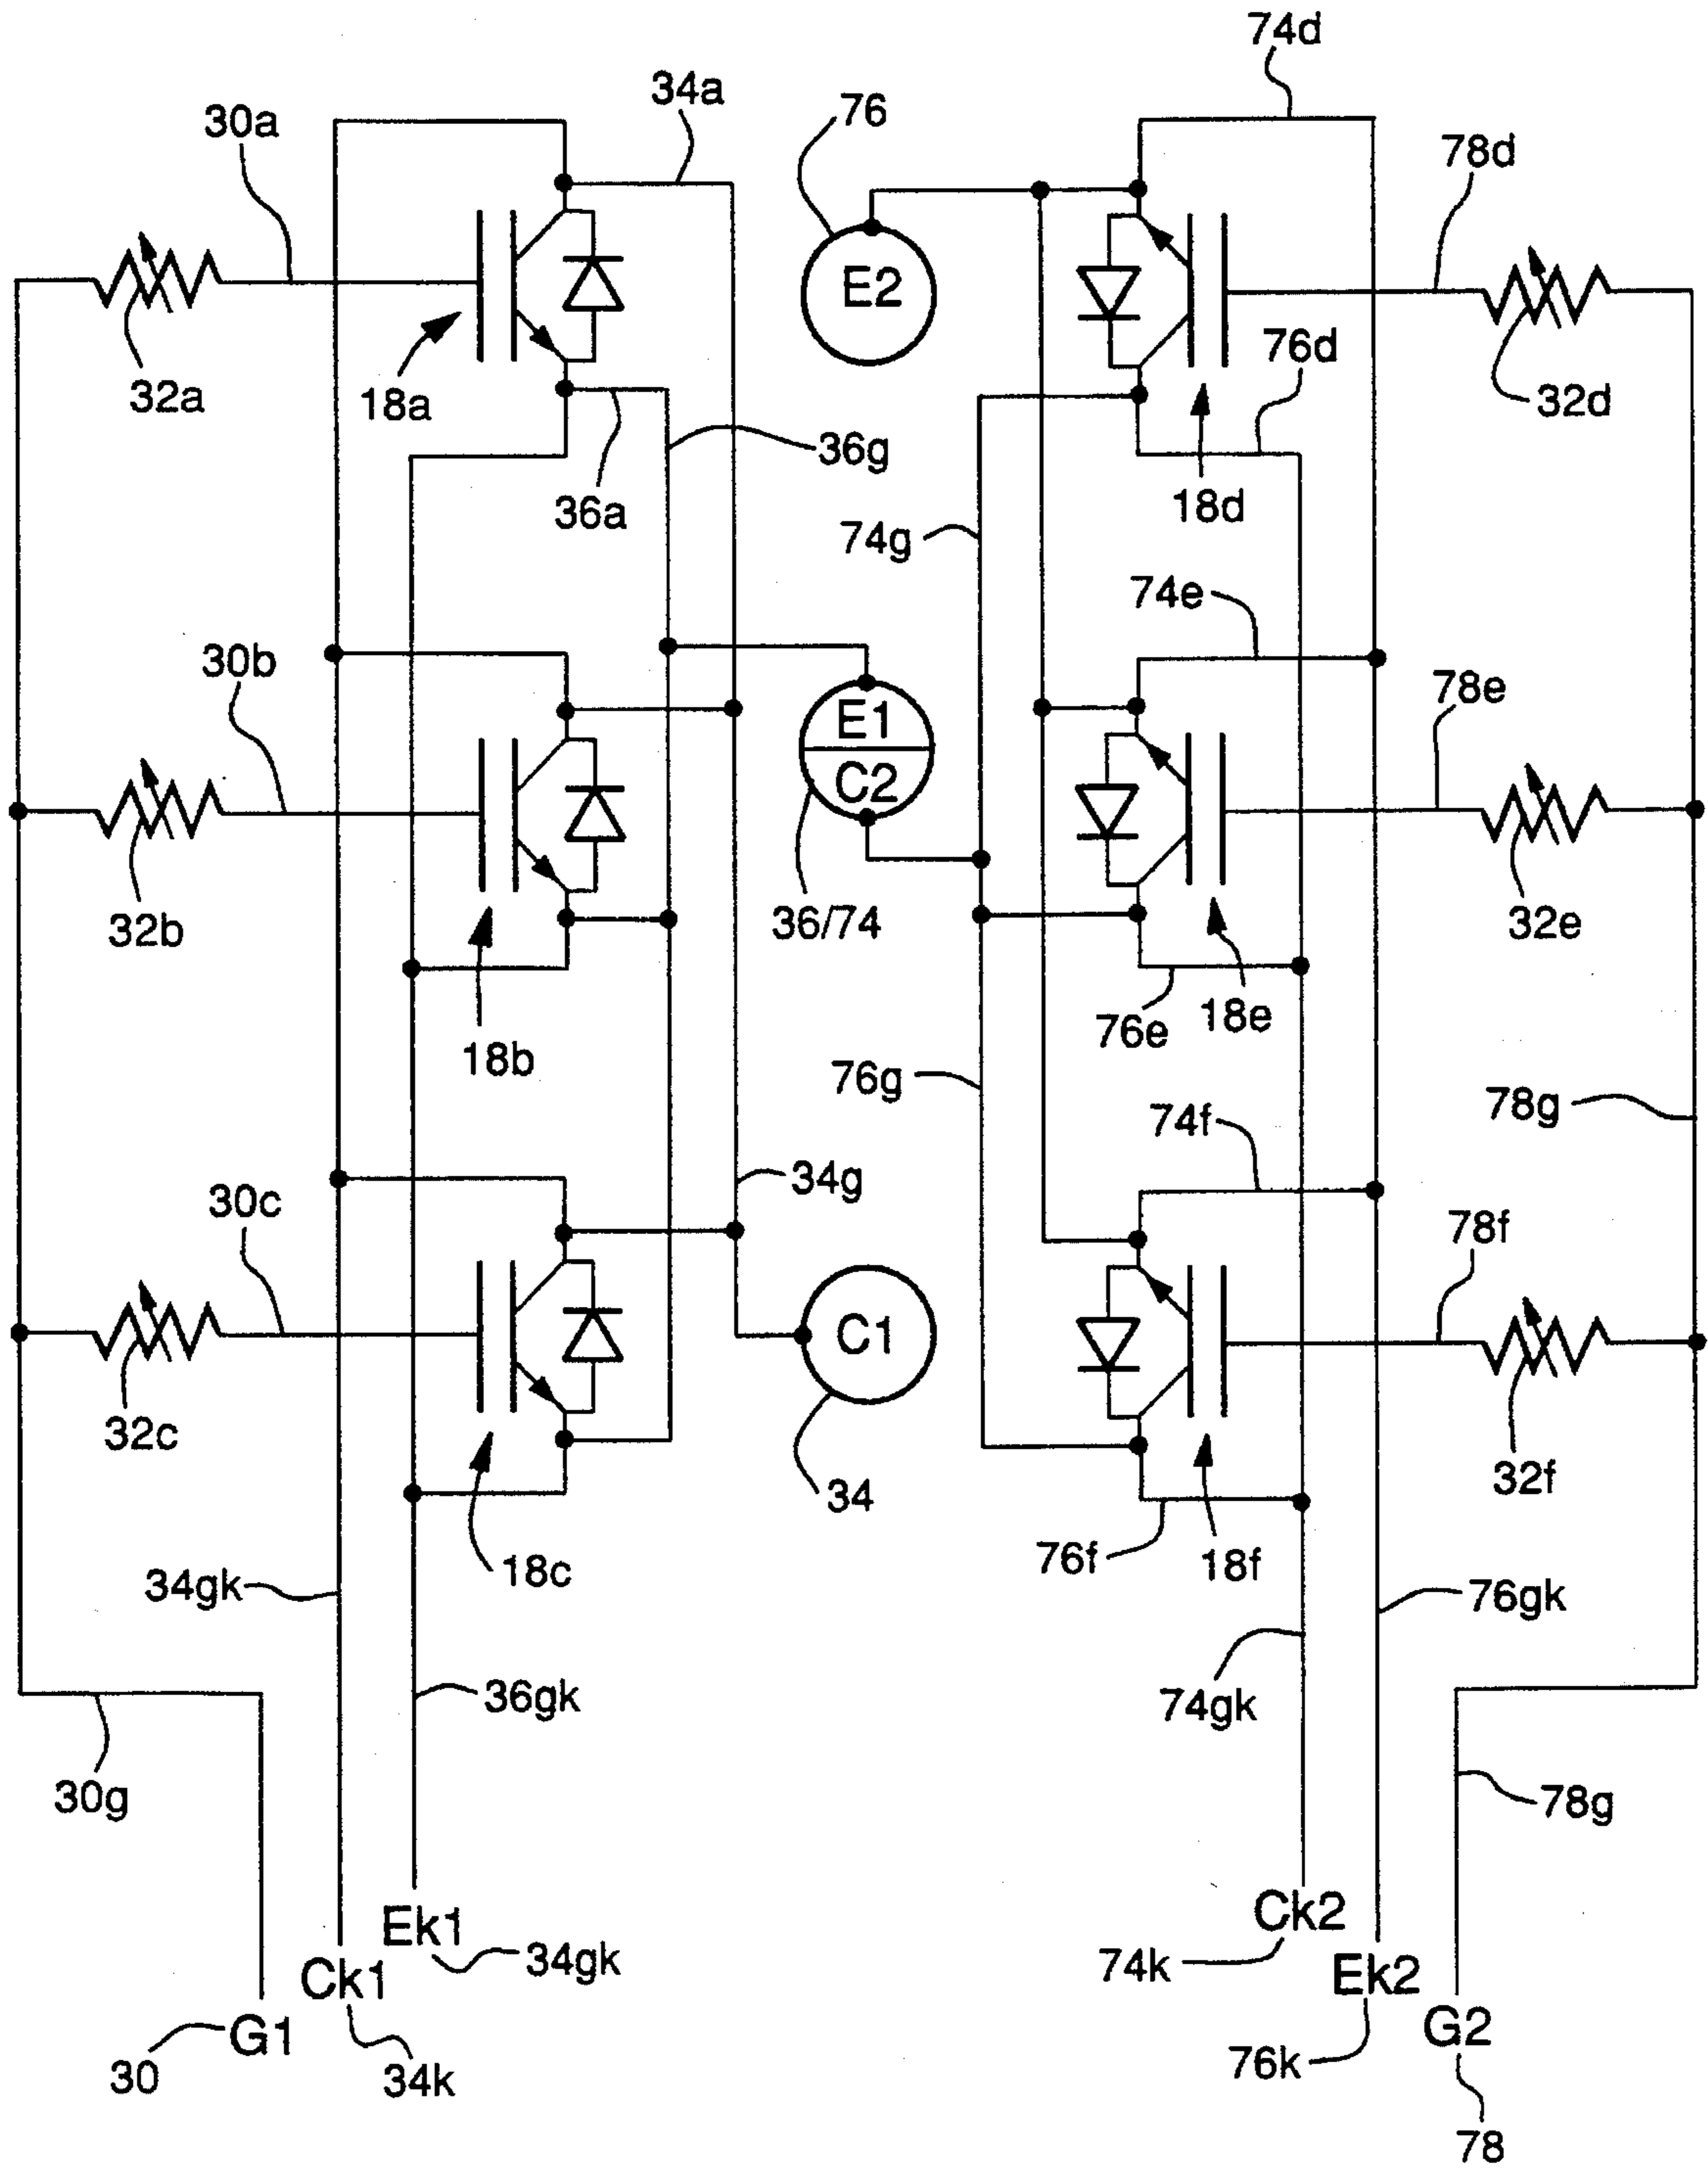 74d
34a
76
30a
78d
E2
76d
32a
18a
32d
36g
36a
18d
74g
74e
30b
78e
E1
C2
32b
36/74
32e
18b
76e
18e
76g
78g
74f
34g
30c
78f
C1
32c
34
32f
18c
76f
18f
34gk
76gk
36gk
74gk
30g
78g
Ck2
Ek1
34gk
74k
Ck1
Ek2
G1
G2
30
34k
76k
78